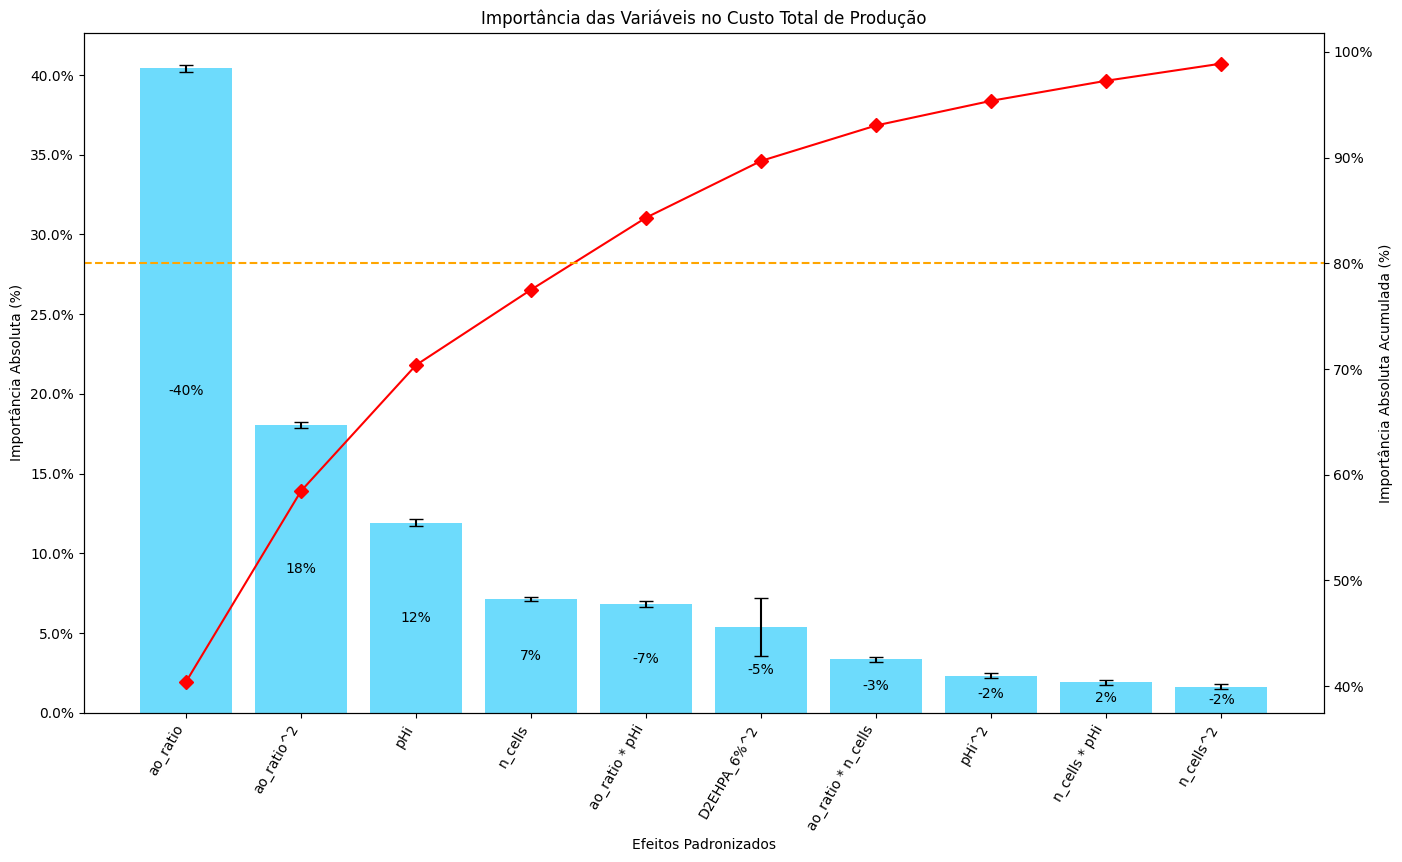 Importância das Variáveis no Custo Total de Produção
Importância Absoluta (%)
40.0%
35.0%
30.0%
25.0%
20.0%
15.0%
10.0%
5.0%
0.0%
-40%
18%
12%
7%
-7%
-5%
-3%
-2%
2%
-2%
100%
90%
80%
70%
60%
50%
40%
Importância Absoluta Acumulada (%)
ao_ratio
ao_ratio^2
pHi
n_cells
ao_ratio * pHi
D2EHPA_6%^2
ao_ratio * n_cells
pHi^2
n_cells * pHi
n_cells^2
Efeitos Padronizados